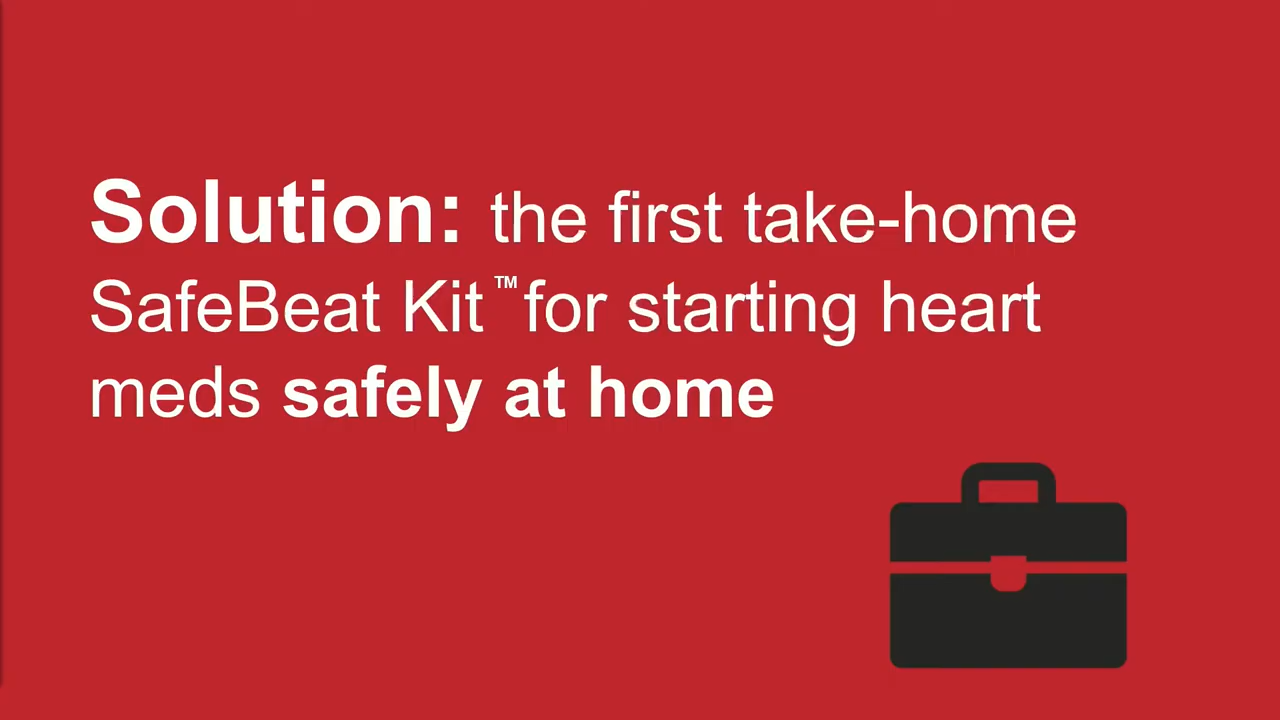 Solution: the first take-home
SafeBeat Kit™ for starting heart
meds safely at home